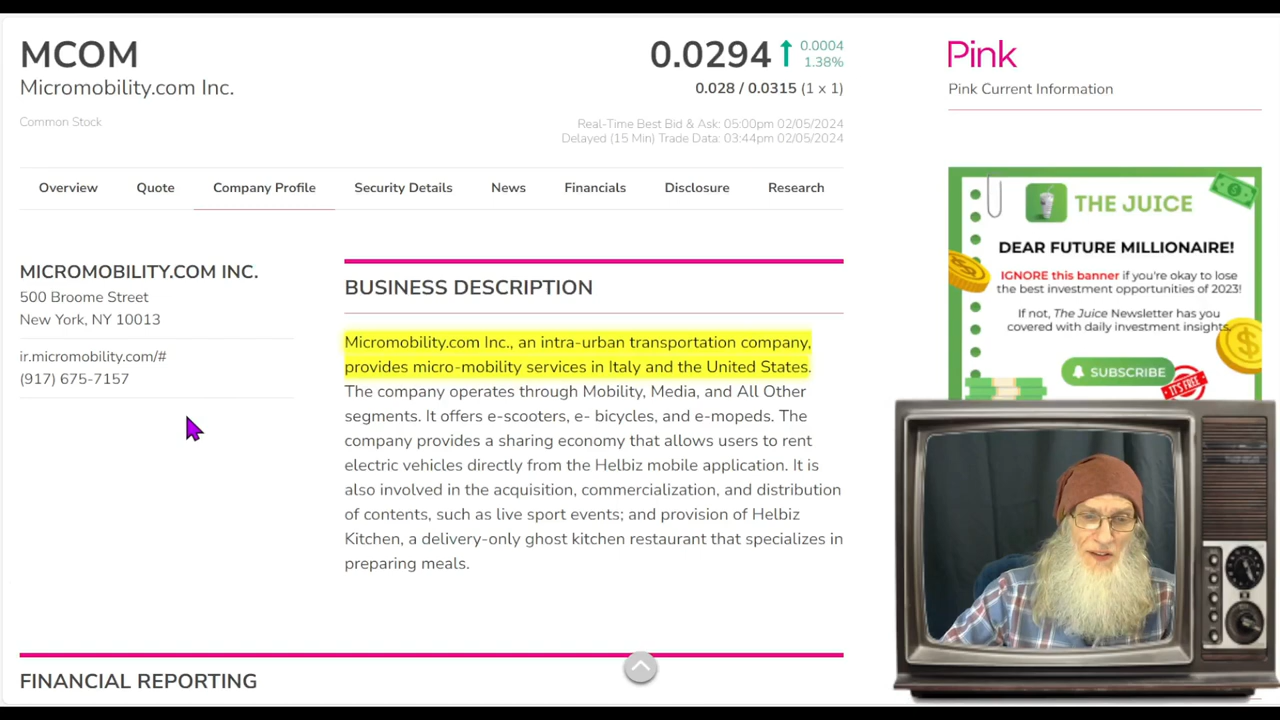 MCOM
Micromobility.com Inc.
Common Stock
0.0294
0.0004
1.38%
0.028 / 0.0315 (1 x 1)
Real-Time Best Bid & Ask: 05:00pm 02/05/2024
Delayed (15 Min) Trade Data: 03:44pm 02/05/2024
Pink
Pink Current Information
Overview Quote Company Profile Security Details News Financials Disclosure Research
MICROMOBILITY.COM INC.
500 Broome Street
New York, NY 10013
ir.micromobility.com/#
(917) 675-7157
BUSINESS DESCRIPTION
Micromobility.com Inc., an intra-urban transportation company,
provides micro-mobility services in Italy and the United States.
The company operates through Mobility, Media, and All Other
segments. It offers e-scooters, e- bicycles, and e-mopeds. The
company provides a sharing economy that allows users to rent
electric vehicles directly from the Helbiz mobile application. It is
also involved in the acquisition, commercialization, and distribution
of contents, such as live sport events; and provision of Helbiz
Kitchen, a delivery-only ghost kitchen restaurant that specializes in
preparing meals.
THE JUICE
DEAR FUTURE MILLIONAIRE!
IGNORE this banner if you're okay to lose
the best investment opportunities of 2023!
If not, The Juice Newsletter has you
covered with daily investment insights.
SUBSCRIBE
IT'S FREE
FINANCIAL REPORTING